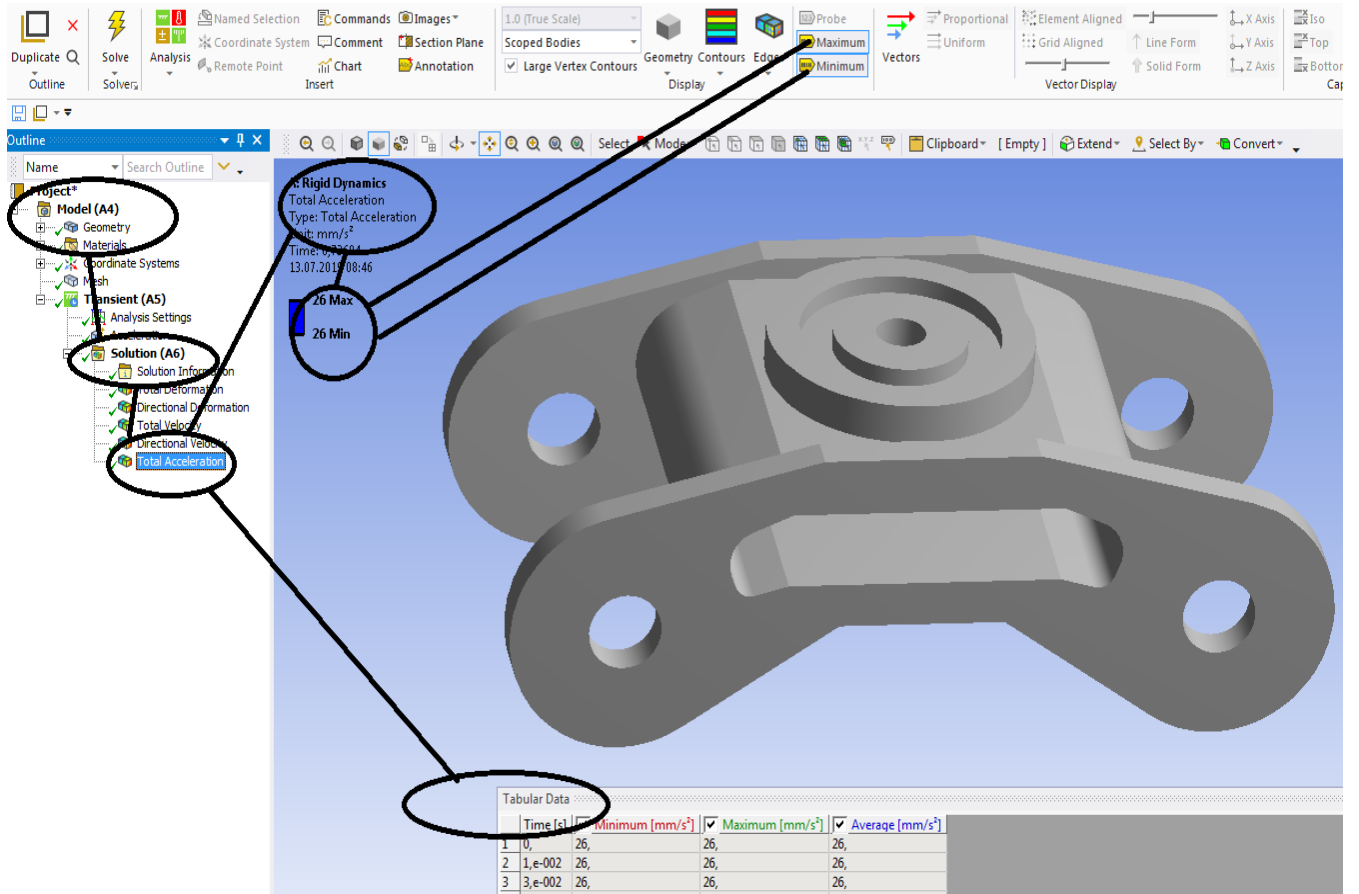 Named Selection Commands Images 1.0 (True Scale) Probe Proportional Element Aligned X Axis Iso
Coordinate System Comment Section Plane Scoped Bodies Maximum Uniform Grid Aligned Line Form Y Axis Top
Duplicate Q Solve Analysis Remote Point Chart Annotation Large Vertex Contours Geometry Contours Edges Minimum Vectors Solid Form Z Axis Bottom
Outline Solver Insert Display Vector Display Cap
Outline
Name Search Outline
Select Mode Clipboard [ Empty ] Extend Select By Convert
Project*
Model (A4)
Geometry
Materials
Coordinate Systems
Mesh
Transient (A5)
Analysis Settings
Acceleration
Solution (A6)
Solution Information
Total Deformation
Directional Deformation
Total Velocity
Directional Velocity
Total Acceleration
A: Rigid Dynamics
Total Acceleration
Type: Total Acceleration
Unit: mm/s²
Time:
13.07.2019 08:46
26 Max
26 Min
Tabular Data
Time [s] Minimum [mm/s²] Maximum [mm/s²] Average [mm/s²]
1 0, 26, 26, 26,
2 1,e-002 26, 26, 26,
3 3,e-002 26, 26, 26,